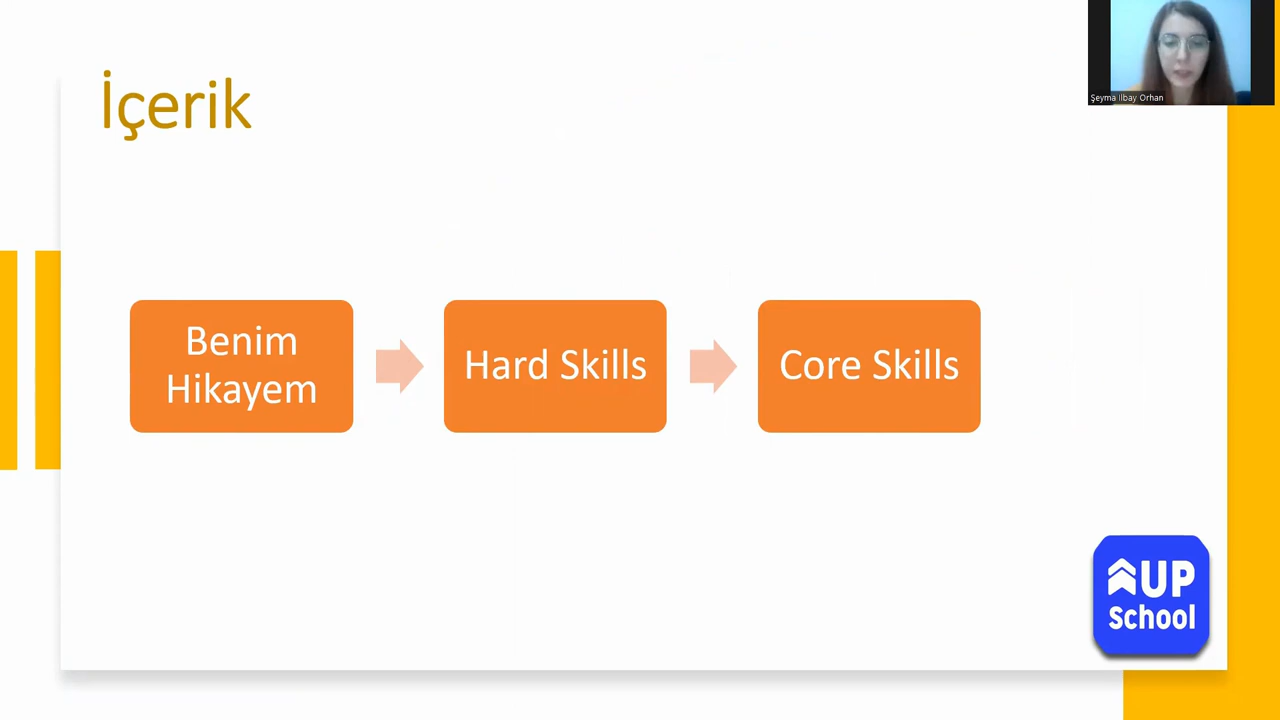 İçerik
Şeyma Ilbay Orhan
Benim
Hikayem
Hard Skills
Core Skills
UP
School